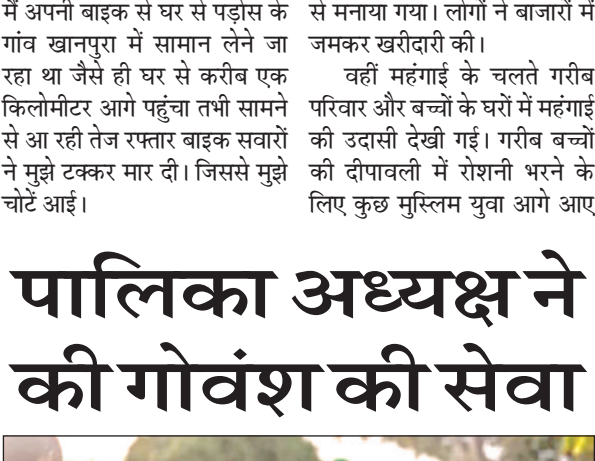 में अपनी बाइक से घर से पड़ोस के
गांव खानपुरा में सामान लेने जा
रहा था जैसे ही घर से करीब एक
किलोमीटर आगे पहुंचा तभी सामने
से आ रही तेज रफ्तार बाइक सवारों
ने मुझे टक्कर मार दी। जिससे मुझे
चोटें आई।
से मनाया गया। लोगों ने बाजारों में
जमकर खरीदारी की।
वहीं महंगाई के चलते गरीब
परिवार और बच्चों के घरों में महंगाई
की उदासी देखी गई। गरीब बच्चों
की दीपावली में रोशनी भरने के
लिए कुछ मुस्लिम युवा आगे आए
पालिका अध्यक्ष ने
की गोवंश की सेवा